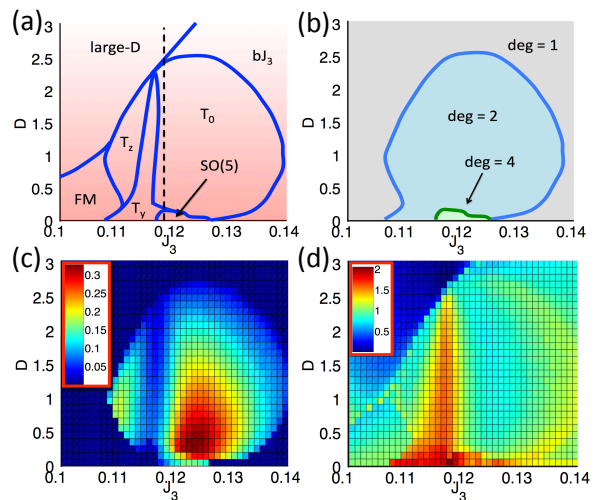 (a)
3
2.5
2
1.5
1
0.5
0
D
large-D
bJ3
Tz
T0
SO(5)
FM
Ty
0.1
0.11
0.12
0.13
0.14
J3
(b)
3
2.5
2
1.5
1
0.5
0
D
deg = 1
deg = 2
deg = 4
0.1
0.11
0.12
0.13
0.14
J3
(c)
3
2.5
2
1.5
1
0.5
0
D
0.3
0.25
0.2
0.15
0.1
0.05
0.1
0.11
0.12
0.13
0.14
J3
(d)
3
2.5
2
1.5
1
0.5
0
D
2
1.5
1
0.5
0.1
0.11
0.12
0.13
0.14
J3